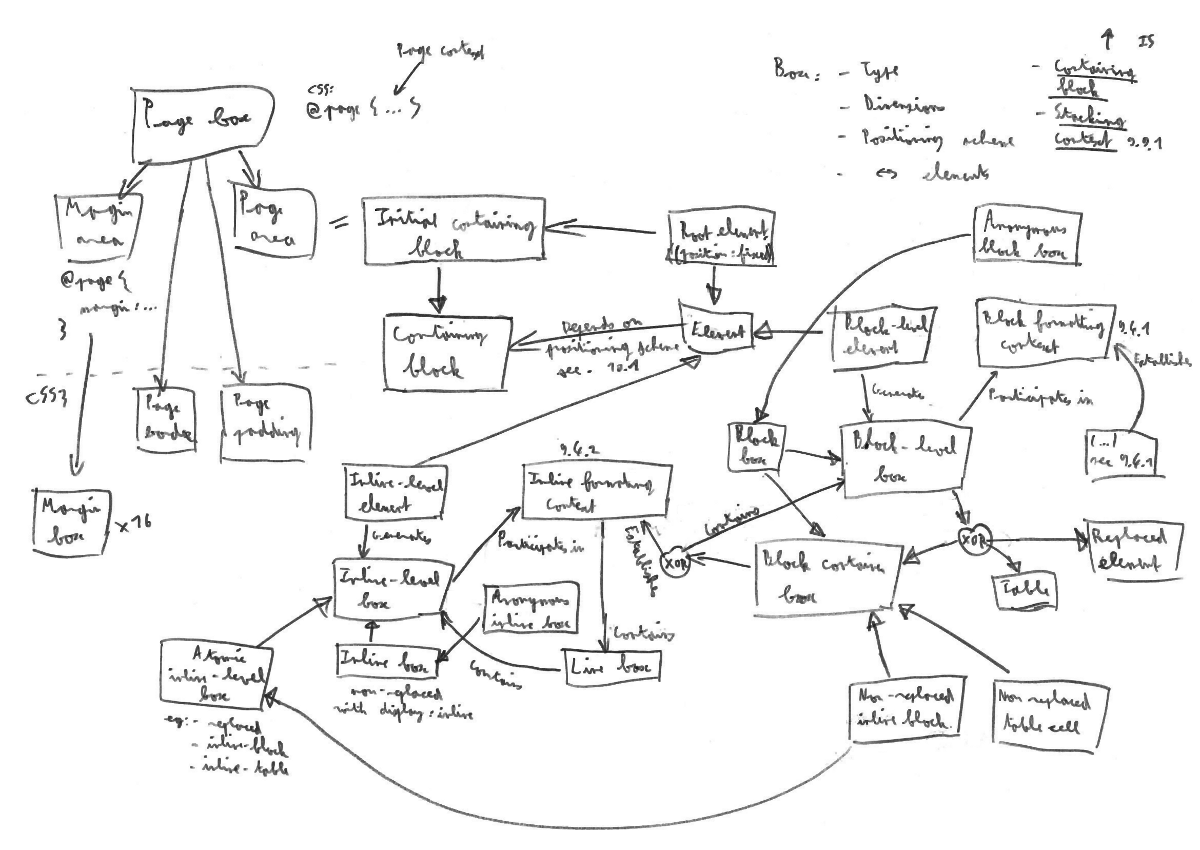 Page context
css:
@page { ... }
Page box
Box: - Type
- Dimensions
- Positioning scheme
- <=> elements
↑ IS
- Containing
block
- Stacking
context 9.9.1
Margin
area
Page
area
=
Initial containing
block
Root element
(position: fixed)
Anonymous
block box
@page {
margin: ...
}
Containing
block
Depends on
positioning scheme
see - 10.1
Element
Block-level
element
Block formatting
context
9.4.1
Establishes
CSS3
Page
border
Page
padding
Generates
Participates in
Block
box
Block-level
box
(...)
see 9.4.1
Margin
box
x16
Inline-level
element
9.4.2
Inline formatting
context
Contains
Generates
Participates in
Establishes
XOR
XOR
Replaced
element
Inline-level
box
Block container
box
Table
Anonymous
inline box
Contains
Atomic
inline-level
box
Inline box
Contains
Line box
non-replaced
with display: inline
eg: - replaced
- inline-block
- inline-table
Non-replaced
inline block
Non replaced
table cell